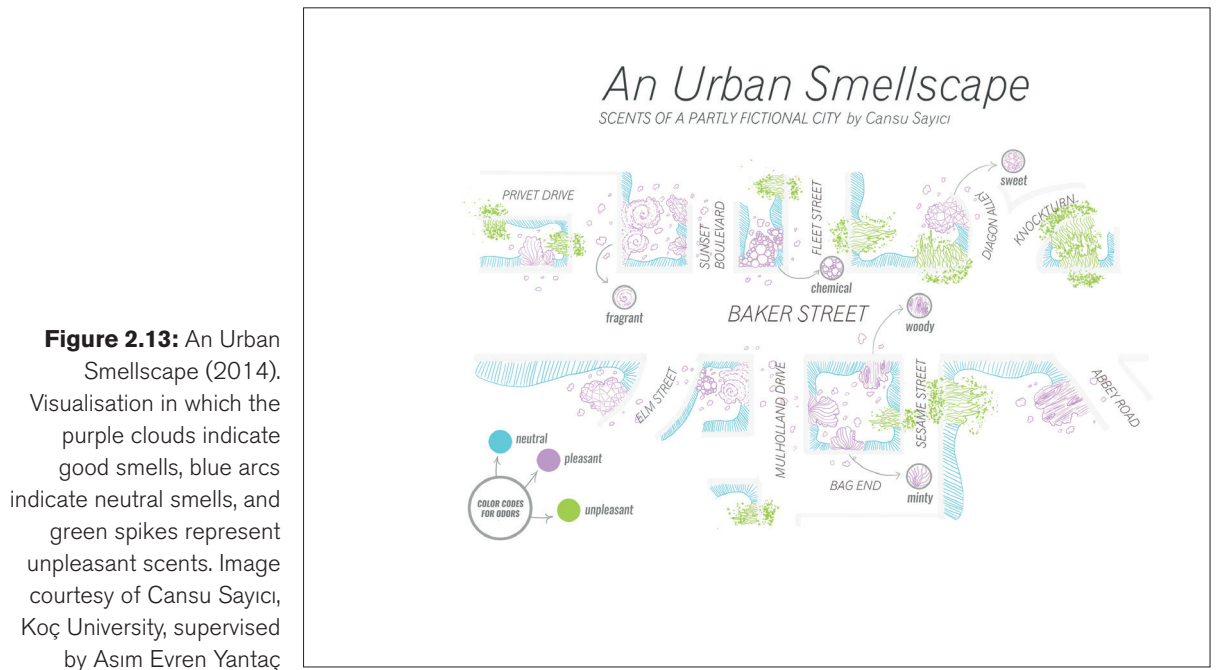 An Urban Smellscape
SCENTS OF A PARTLY FICTIONAL CITY by Cansu Sayıcı
sweet
PRIVET DRIVE
SUNSET
BOULEVARD
FLEET STREET
DIAGON ALLEY
KNOCKTURN
chemical
fragrant
BAKER STREET
woody
ELM STREET
MULHOLLAND DRIVE
SESAME STREET
ABBEY ROAD
neutral
pleasant
BAG END
minty
COLOR CODES
FOR ODORS
unpleasant
Figure 2.13: An Urban
Smellscape (2014).
Visualisation in which the
purple clouds indicate
good smells, blue arcs
indicate neutral smells, and
green spikes represent
unpleasant scents. Image
courtesy of Cansu Sayıcı,
Koç University, supervised
by Asım Evren Yantaç